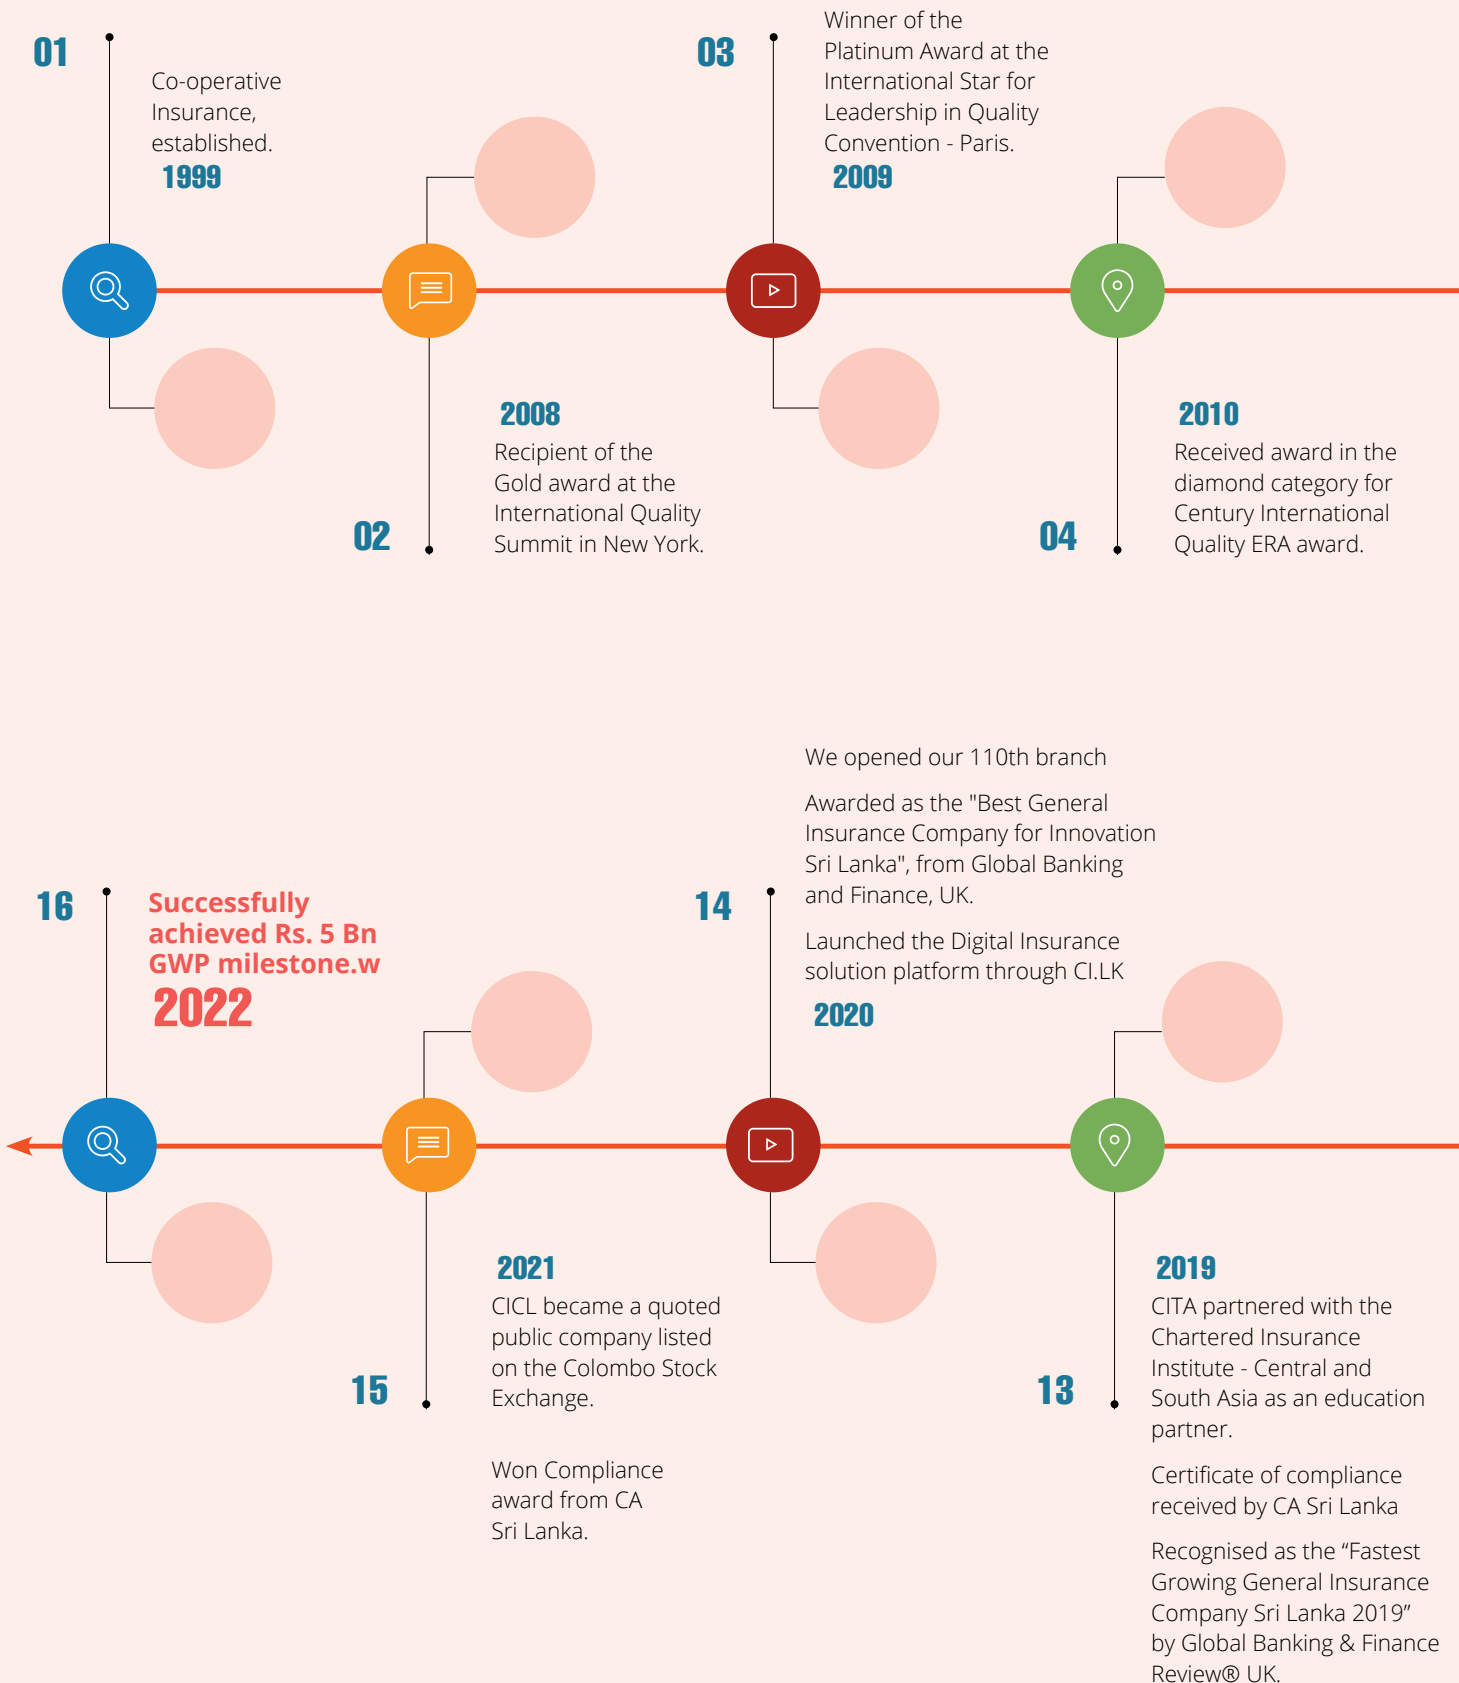 01
Co-operative
Insurance,
established.
1999
2008
Recipient of the
Gold award at the
International Quality
Summit in New York.
02
03
Winner of the
Platinum Award at the
International Star for
Leadership in Quality
Convention - Paris.
2009
2010
Received award in the
diamond category for
Century International
Quality ERA award.
04
16
Successfully
achieved Rs. 5 Bn
GWP milestone.w
2022
2021
CICL became a quoted
public company listed
on the Colombo Stock
Exchange.
15
Won Compliance
award from CA
Sri Lanka.
We opened our 110th branch
Awarded as the "Best General
Insurance Company for Innovation
Sri Lanka", from Global Banking
and Finance, UK.
14
Launched the Digital Insurance
solution platform through CI.LK
2020
2019
CITA partnered with the
Chartered Insurance
Institute - Central and
South Asia as an education
partner.
13
Certificate of compliance
received by CA Sri Lanka
Recognised as the “Fastest
Growing General Insurance
Company Sri Lanka 2019”
by Global Banking & Finance
Review® UK.